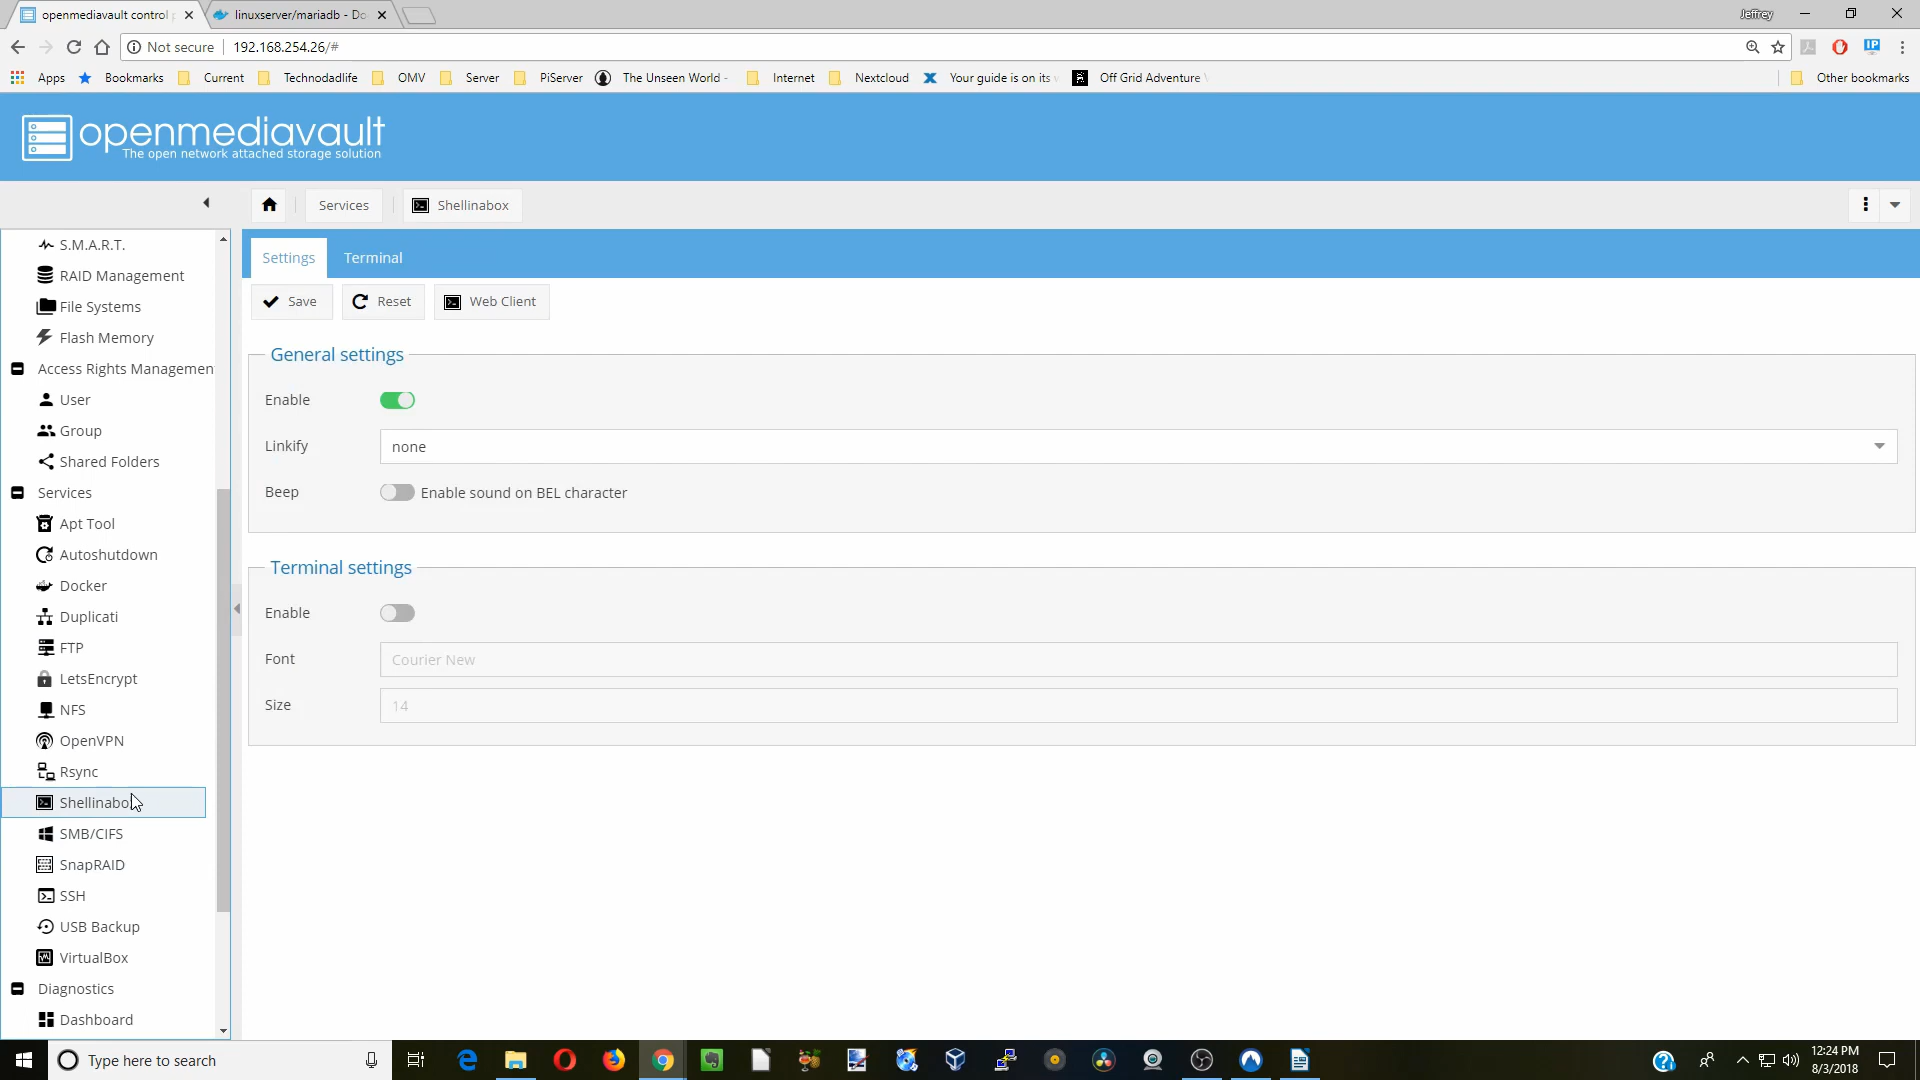 openmediavault control
linuxserver/mariadb - Do
Jeffrey
Not secure
192.168.254.26/#
IP
Apps
Bookmarks
Current
Technodadlife
OMV
Server
PiServer
The Unseen World -
Internet
Nextcloud
Your guide is on its
Off Grid Adventure
Other bookmarks
openmediavault
The open network attached storage solution
Services
Shellinabox
S.M.A.R.T.
RAID Management
File Systems
Flash Memory
Access Rights Managemen
User
Group
Shared Folders
Services
Apt Tool
Autoshutdown
Docker
Duplicati
FTP
LetsEncrypt
NFS
OpenVPN
Rsync
Shellinabox
SMB/CIFS
SnapRAID
SSH
USB Backup
VirtualBox
Diagnostics
Dashboard
Settings
Terminal
Save
Reset
Web Client
General settings
Enable
Linkify
none
Beep
Enable sound on BEL character
Terminal settings
Enable
Font
Courier New
Size
14
Type here to search
12:24 PM
8/3/2018